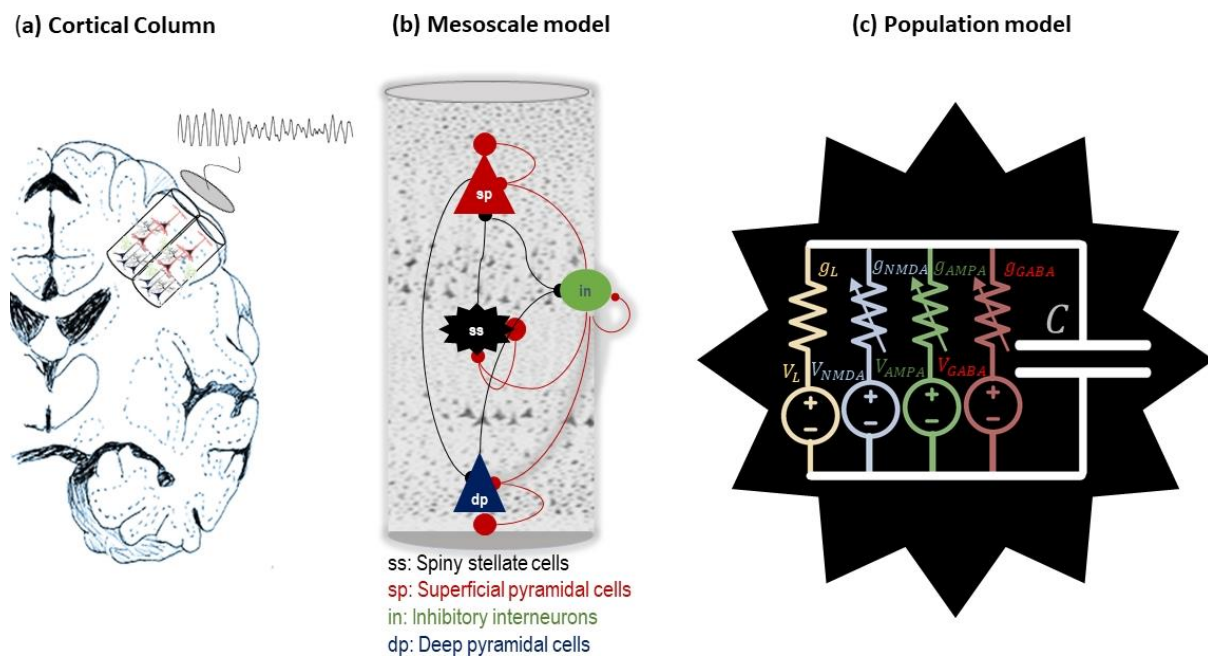 (a) Cortical Column
(b) Mesoscale model
sp
in
ss
dp
ss: Spiny stellate cells
sp: Superficial pyramidal cells
in: Inhibitory interneurons
dp: Deep pyramidal cells
(c) Population model
g_L g_NMDA g_AMPA g_GABA
C
V_L V_NMDA V_AMPA V_GABA
+ + + +
− − − −